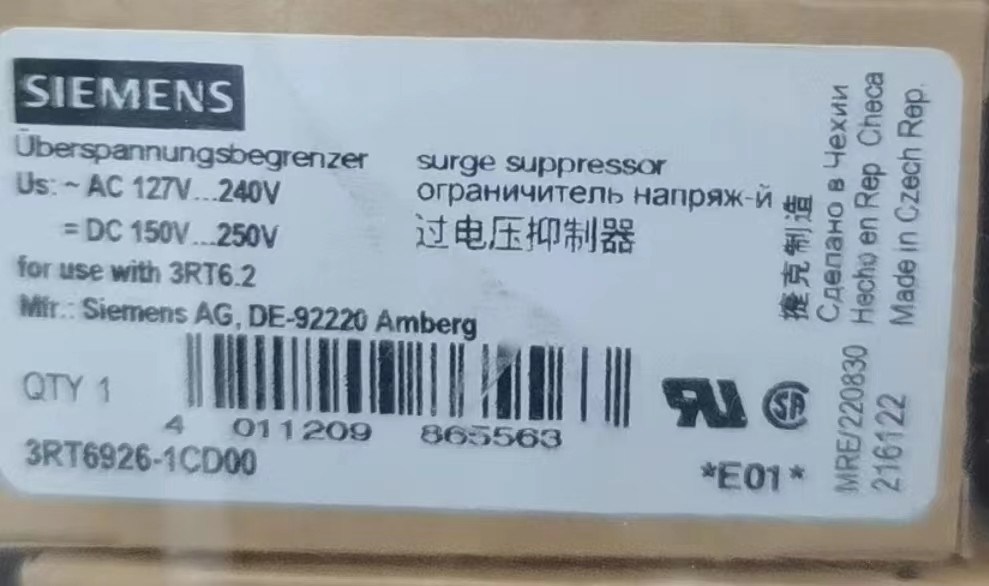 SIEMENS
Überspannungsbegrenzer
Us: ~ AC 127V...240V
= DC 150V...250V
for use with 3RT6.2
Mfr.: Siemens AG, DE-92220 Amberg
surge suppressor
ограничитель напряж-й
过电压抑制器
QTY 1
4 011209 865563
3RT6926-1CD00
*E01*
捷克制造
Сделано в Чехии
Hecho en Rep Checa
Made in Czech Rep.
MRE/220830
216122